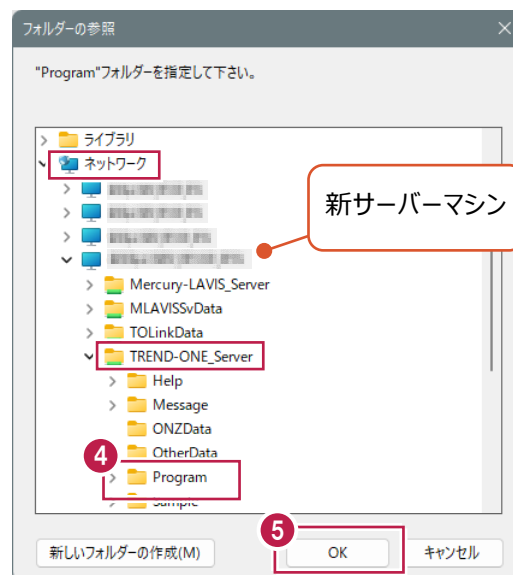 フォルダーの参照
"Program"フォルダーを指定して下さい。
ライブラリ
ネットワーク
新サーバーマシン
Mercury-LAVIS_Server
MLAVISSvData
TOLinkData
TREND-ONE_Server
Help
Message
ONZData
OtherData
4
Program
Sample
5
新しいフォルダーの作成(M)
OK
キャンセル